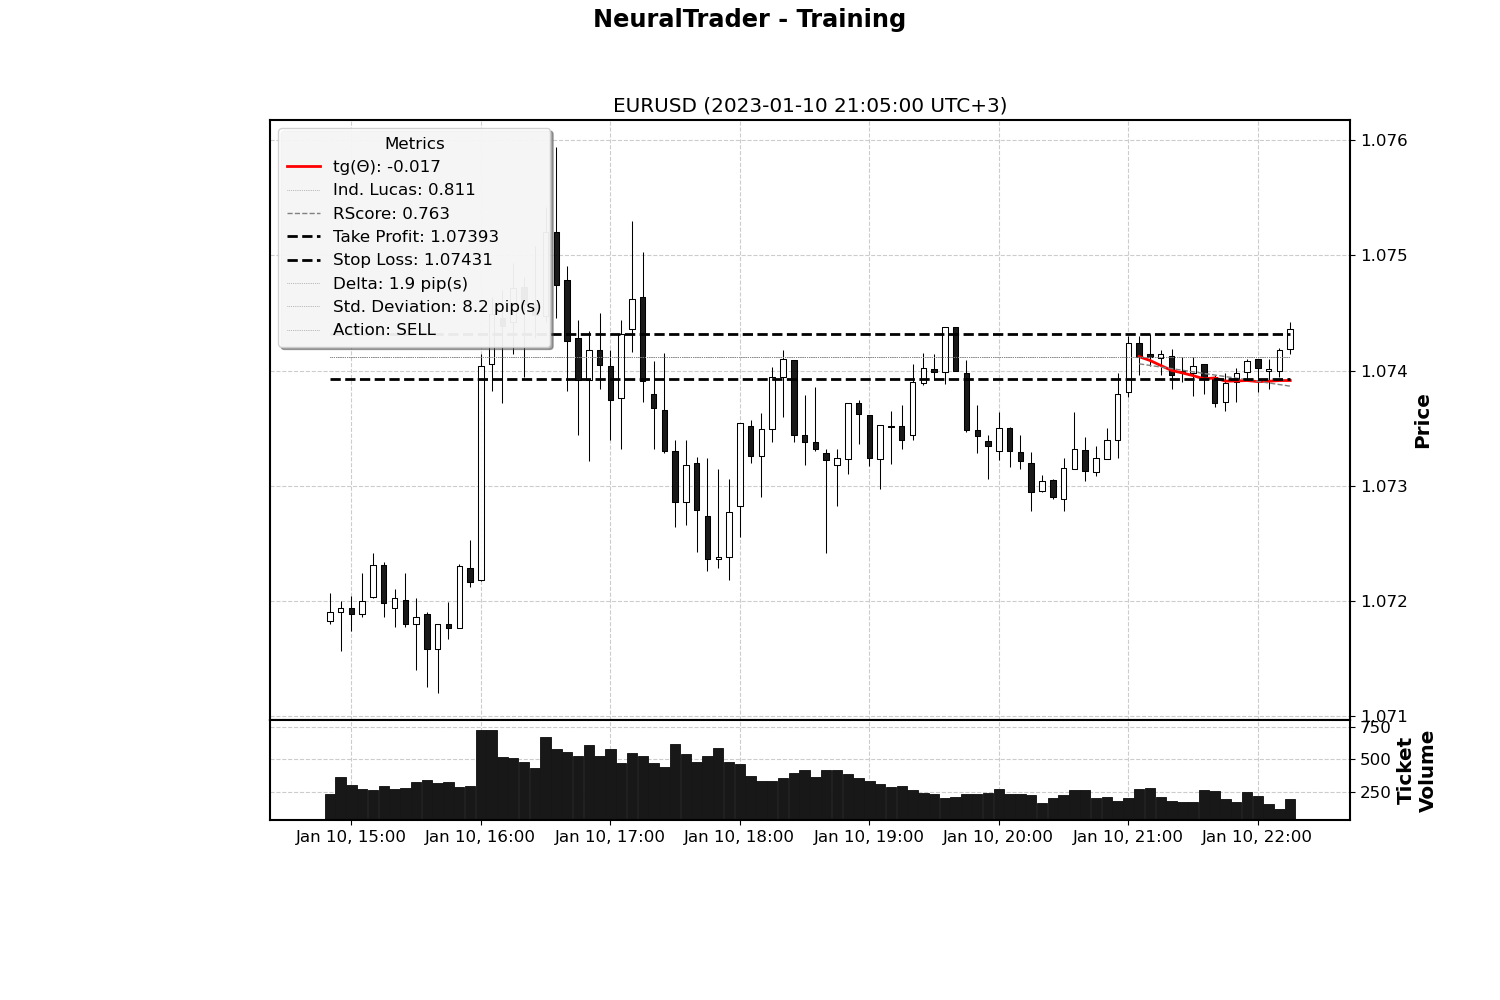 NeuralTrader - Training
EURUSD (2023-01-10 21:05:00 UTC+3)
Metrics
tg(Θ): -0.017
Ind. Lucas: 0.811
RScore: 0.763
Take Profit: 1.07393
Stop Loss: 1.07431
Delta: 1.9 pip(s)
Std. Deviation: 8.2 pip(s)
Action: SELL
1.076
1.075
1.074
1.073
1.072
1.071
Price
750
500
250
Ticket
Volume
Jan 10, 15:00
Jan 10, 16:00
Jan 10, 17:00
Jan 10, 18:00
Jan 10, 19:00
Jan 10, 20:00
Jan 10, 21:00
Jan 10, 22:00